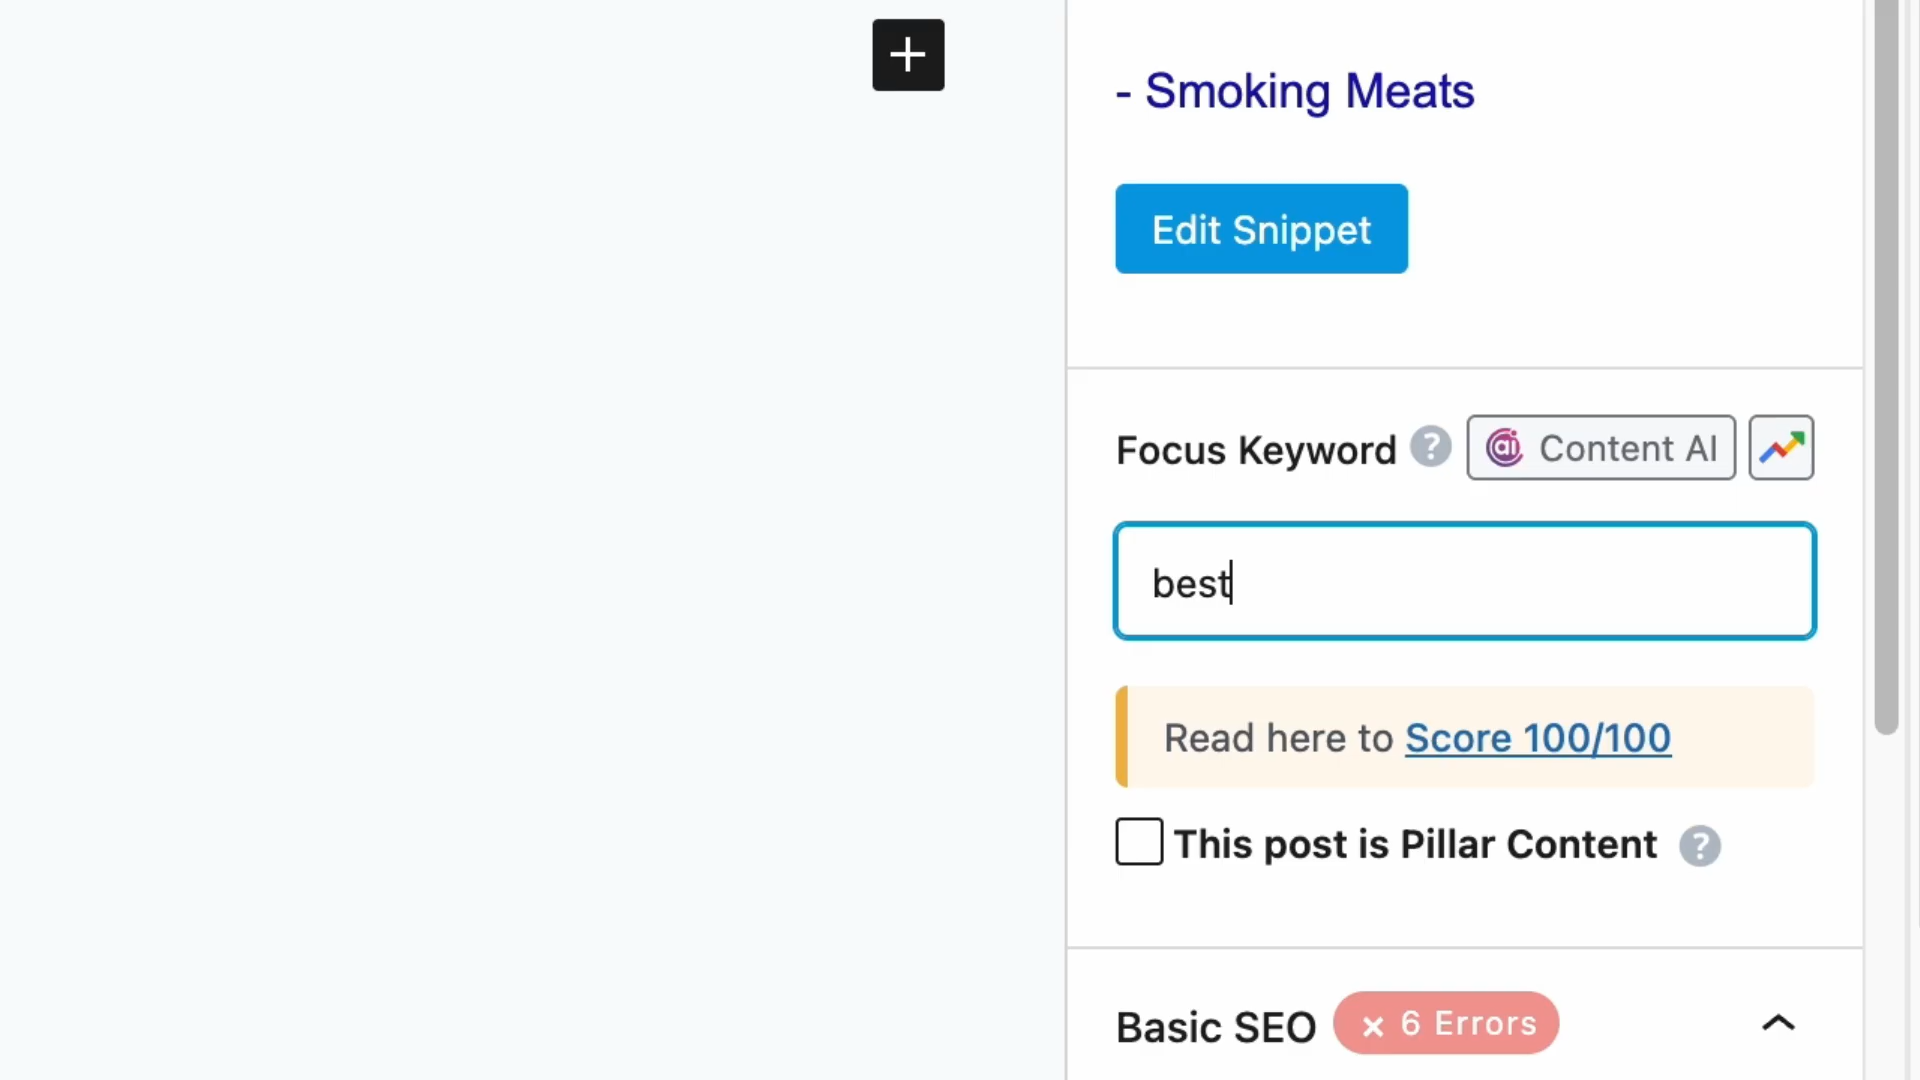 - Smoking Meats
Edit Snippet
Focus Keyword ? ai Content AI
best
Read here to Score 100/100
This post is Pillar Content ?
Basic SEO × 6 Errors